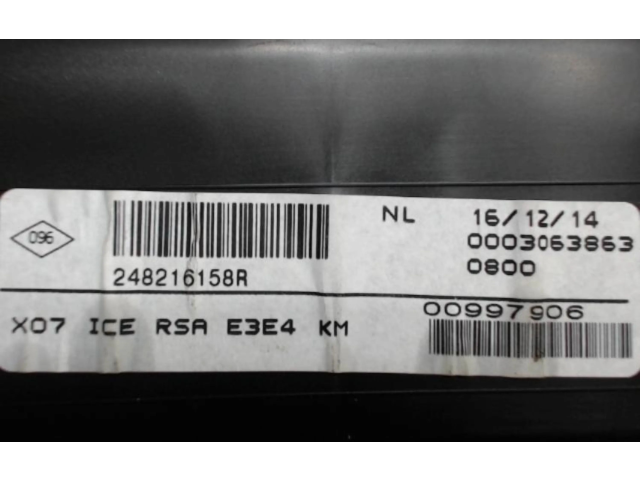 096
248216158R
NL 16/12/14
0003063863
0800
00997906
X07 ICE RSA E3E4 KM